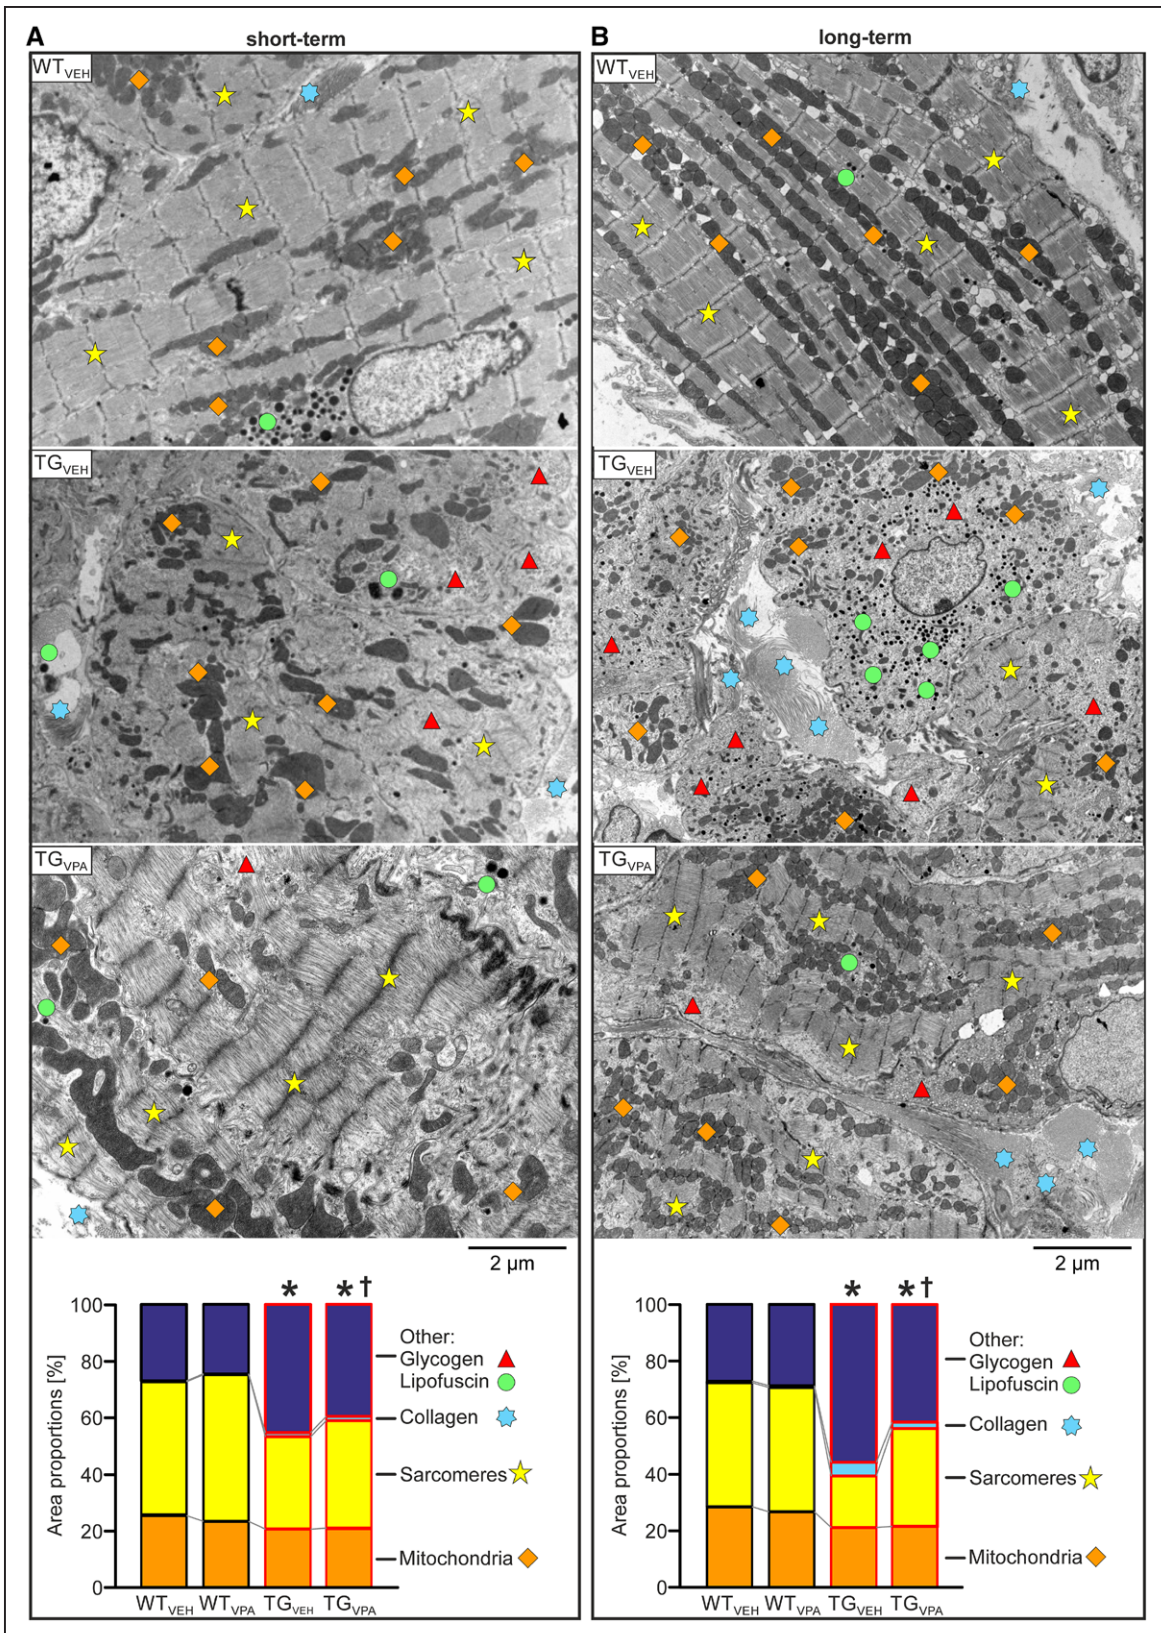 A short-term
WTVEH
TGVEH
TGVPA
2 μm
Area proportions [%]
100
80
60
40
20
0
* *†
Other:
Glycogen
Lipofuscin
Collagen
Sarcomeres
Mitochondria
WTVEH WTVPA TGVEH TGVPA
B long-term
WTVEH
TGVEH
TGVPA
2 μm
Area proportions [%]
100
80
60
40
20
0
* *†
Other:
Glycogen
Lipofuscin
Collagen
Sarcomeres
Mitochondria
WTVEH WTVPA TGVEH TGVPA